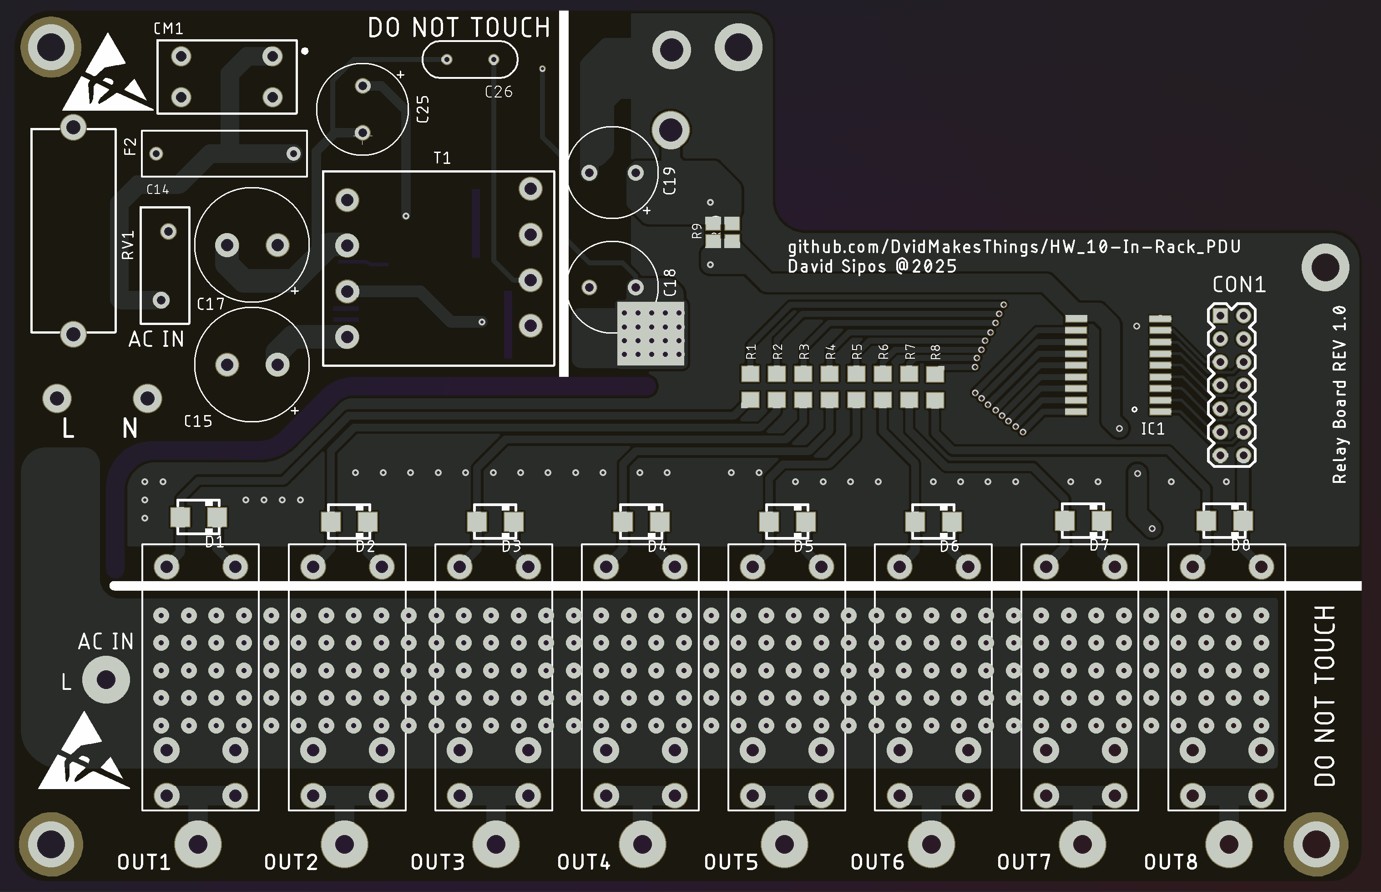 CM1
DO NOT TOUCH
C26
C25
F2
T1
C14
C19
RV1
R9
github.com/DvidMakesThings/HW_10-In-Rack_PDU
David Sipos @2025
C18
CON1
C17
AC IN
Relay Board REV 1.0
R1 R2 R3 R4 R5 R6 R7 R8
L N
C15
IC1
D1 D2 D3 D4 D5 D6 D7 D8
AC IN
L
DO NOT TOUCH
OUT1 OUT2 OUT3 OUT4 OUT5 OUT6 OUT7 OUT8